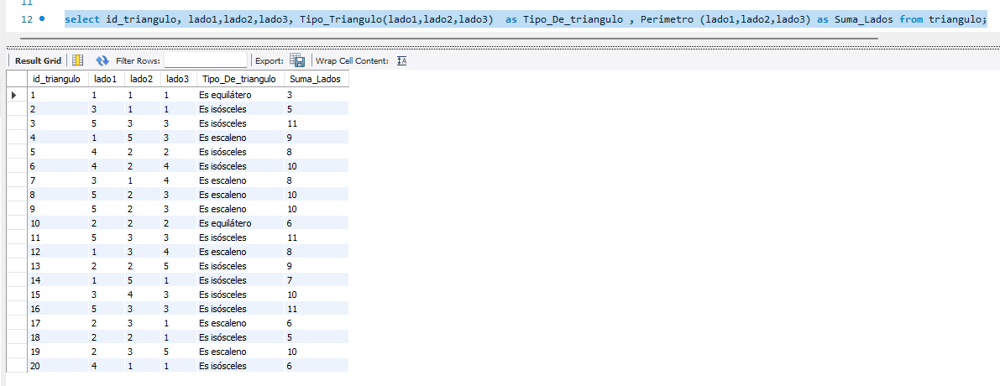 11
12 select id_triangulo, lado1,lado2,lado3, Tipo_Triangulo(lado1,lado2,lado3)  as Tipo_De_triangulo , Perimetro (lado1,lado2,lado3) as Suma_Lados from triangulo;
Result Grid Filter Rows: Export: Wrap Cell Content: IA
id_triangulo lado1 lado2 lado3 Tipo_De_triangulo Suma_Lados
1 1 1 1 Es equilátero 3
2 3 1 1 Es isósceles 5
3 5 3 3 Es isósceles 11
4 1 5 3 Es escaleno 9
5 4 2 2 Es isósceles 8
6 4 2 4 Es isósceles 10
7 3 1 4 Es escaleno 8
8 5 2 3 Es escaleno 10
9 5 2 3 Es escaleno 10
10 2 2 2 Es equilátero 6
11 5 3 3 Es isósceles 11
12 1 3 4 Es escaleno 8
13 2 2 5 Es isósceles 9
14 1 5 1 Es isósceles 7
15 3 4 3 Es isósceles 10
16 5 3 3 Es isósceles 11
17 2 3 1 Es escaleno 6
18 2 2 1 Es isósceles 5
19 2 3 5 Es escaleno 10
20 4 1 1 Es isósceles 6